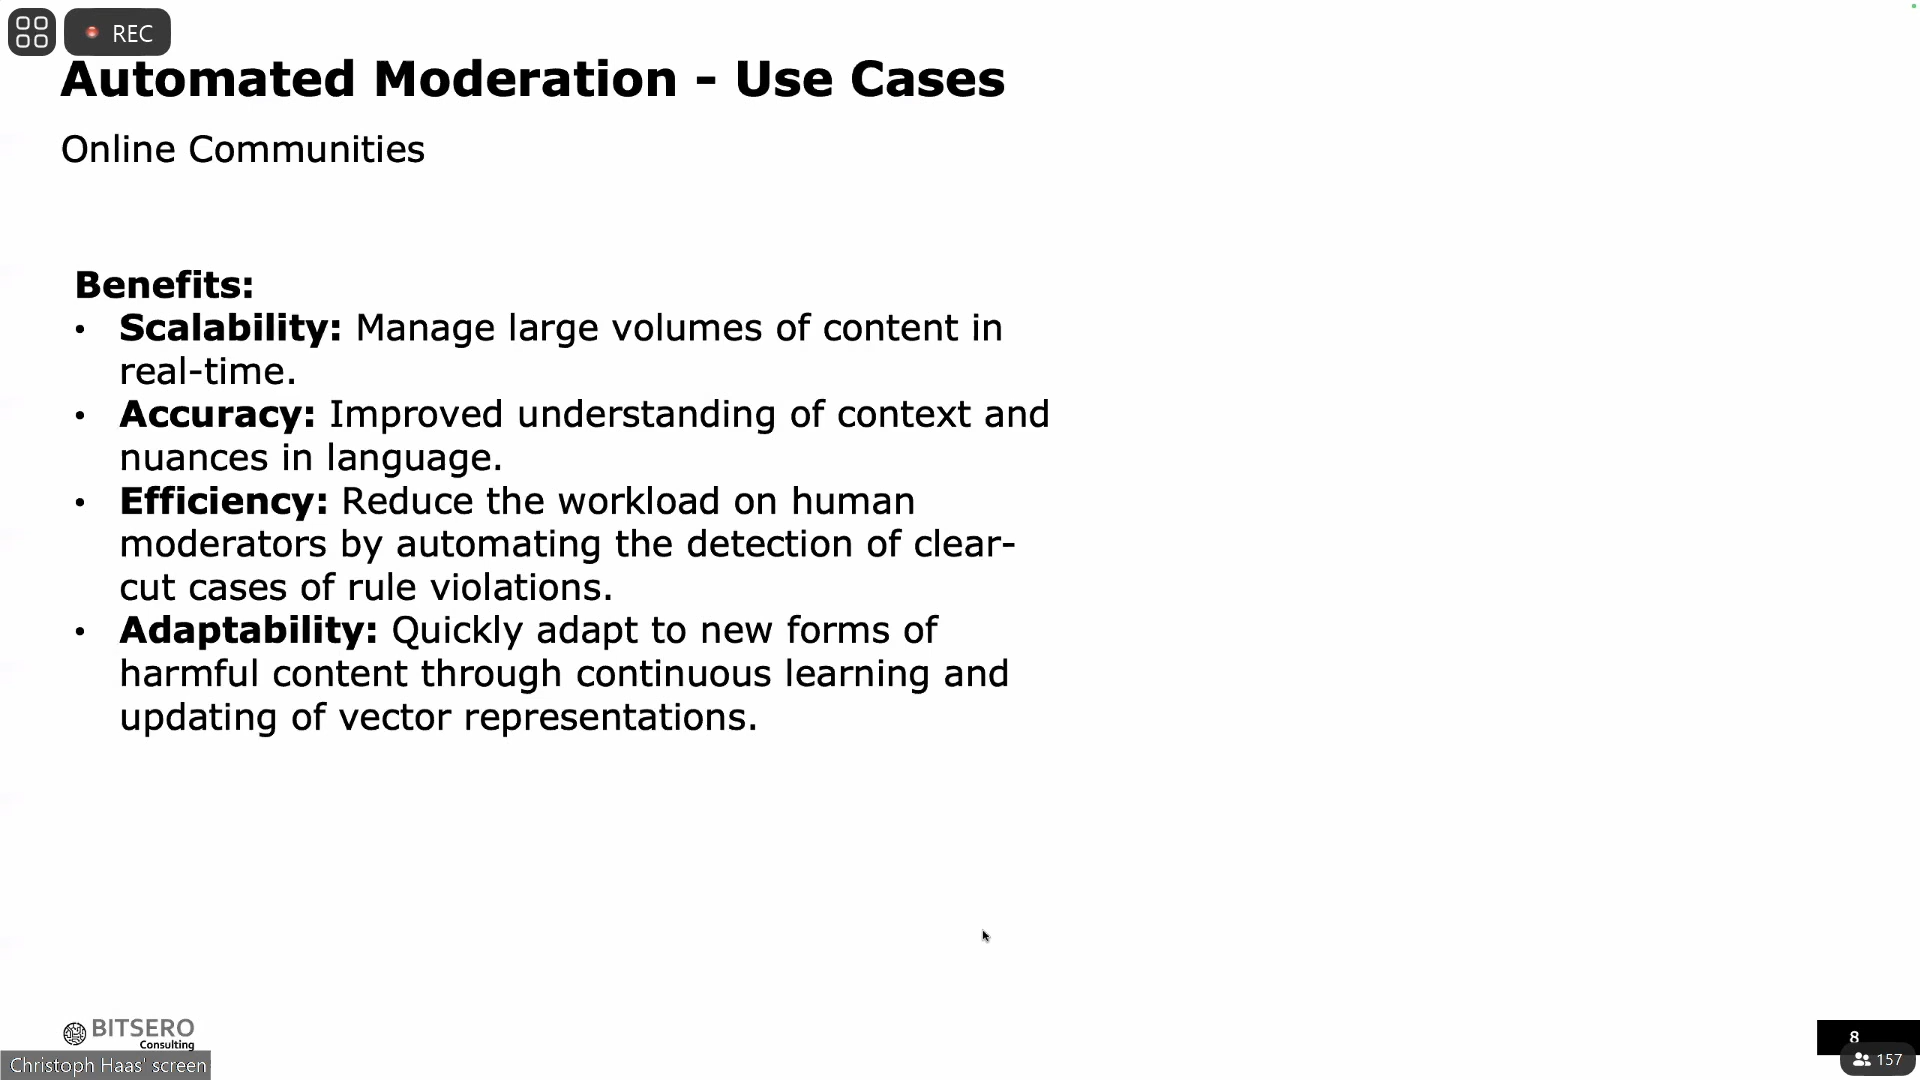 REC
Automated Moderation - Use Cases
Online Communities
Benefits:
• Scalability: Manage large volumes of content in
real-time.
• Accuracy: Improved understanding of context and
nuances in language.
• Efficiency: Reduce the workload on human
moderators by automating the detection of clear-
cut cases of rule violations.
• Adaptability: Quickly adapt to new forms of
harmful content through continuous learning and
updating of vector representations.
BITSERO
Consulting
Christoph Haas' screen
8
157